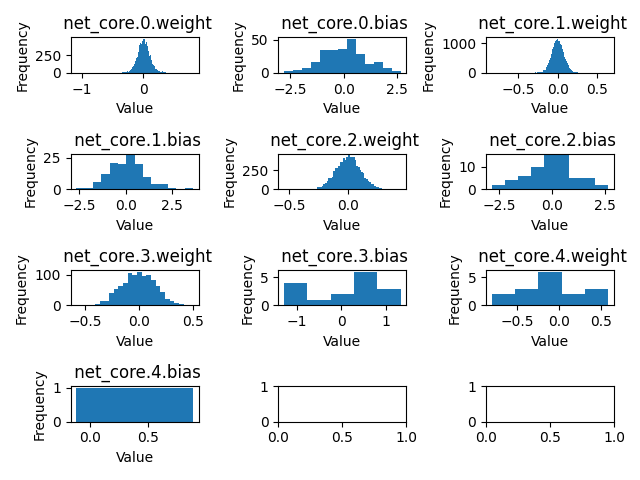 net_core.0.weight
Frequency
250
0
−1
0
Value
net_core.0.bias
Frequency
50
0
−2.5
0.0
2.5
Value
net_core.1.weight
Frequency
1000
0
−0.5
0.0
0.5
Value
net_core.1.bias
Frequency
25
0
−2.5
0.0
2.5
Value
net_core.2.weight
Frequency
250
0
−0.5
0.0
Value
net_core.2.bias
Frequency
10
0
−2.5
0.0
2.5
Value
net_core.3.weight
Frequency
100
0
−0.5
0.0
0.5
Value
net_core.3.bias
Frequency
5
0
−1
0
1
Value
net_core.4.weight
Frequency
5
0
−0.5
0.0
0.5
Value
net_core.4.bias
Frequency
1
0
0.0
0.5
Value
1
0
0.0
0.5
1.0
1
0
0.0
0.5
1.0